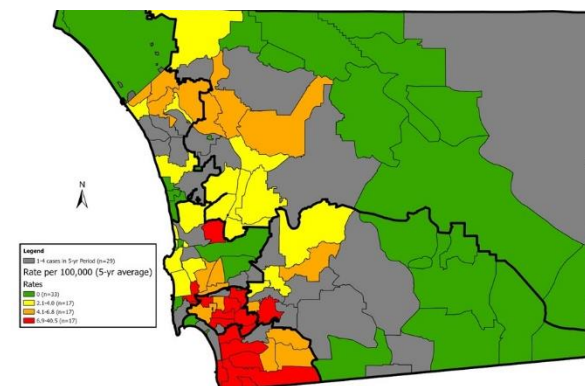 N
Legend
1-4 cases in 5-yr Period (n=29)
Rate per 100,000 (5-yr average)
Rates
0 (n=33)
2.1-4.0 (n=17)
4.1-6.8 (n=17)
6.9-40.5 (n=17)